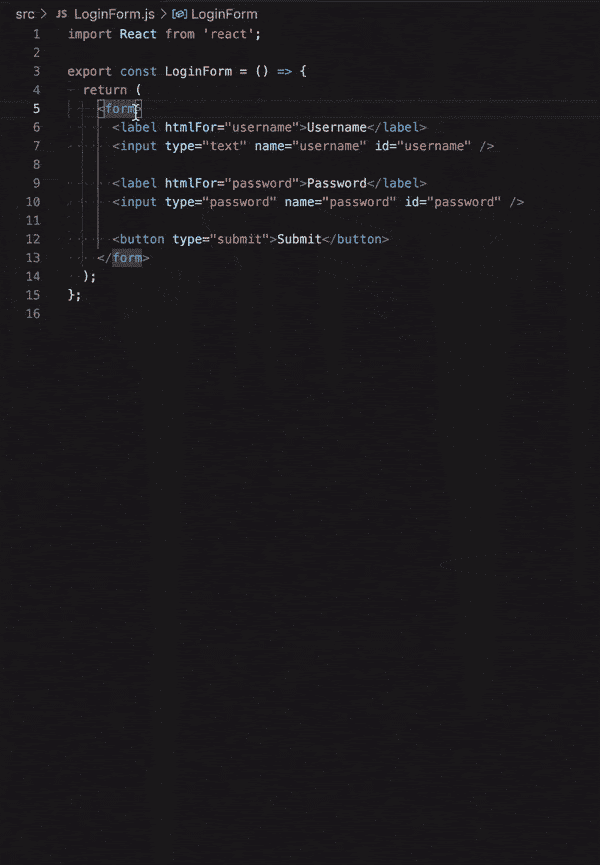 src > JS LoginForm.js > LoginForm
1 import React from 'react';
2
3 export const LoginForm = () => {
4 return (
5 <form>
6 <label htmlFor="username">Username</label>
7 <input type="text" name="username" id="username" />
8
9 <label htmlFor="password">Password</label>
10 <input type="password" name="password" id="password" />
11
12 <button type="submit">Submit</button>
13 </form>
14 );
15 };
16